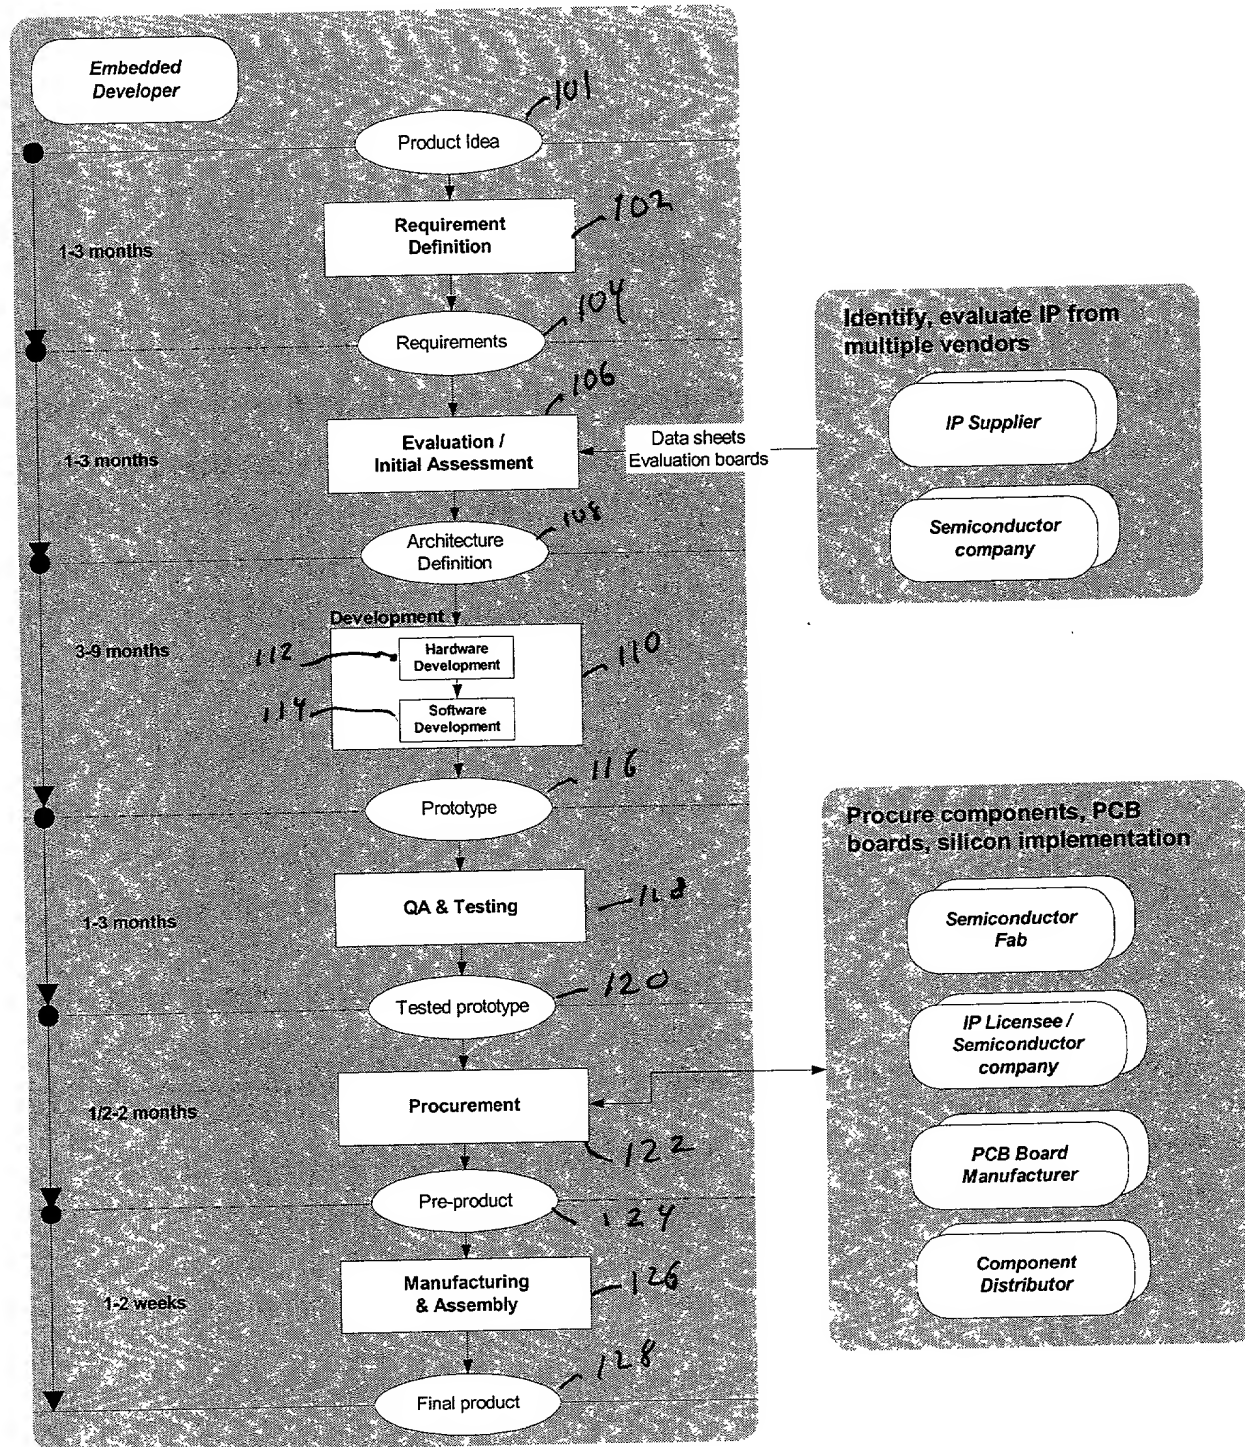 Embedded
Developer
101
Product Idea
102
Requirement
Definition
1-3 months
104
Requirements
Identify, evaluate IP from
multiple vendors
106
IP Supplier
Evaluation /
Initial Assessment
Data sheets
Evaluation boards
1-3 months
108
Architecture
Definition
Semiconductor
company
Development
3-9 months
112
Hardware
Development
110
114
Software
Development
116
Prototype
Procure components, PCB
boards, silicon implementation
118
QA & Testing
1-3 months
Semiconductor
Fab
120
Tested prototype
IP Licensee /
Semiconductor
company
1/2-2 months
Procurement
122
PCB Board
Manufacturer
Pre-product
124
Manufacturing
& Assembly
126
1-2 weeks
Component
Distributor
128
Final product